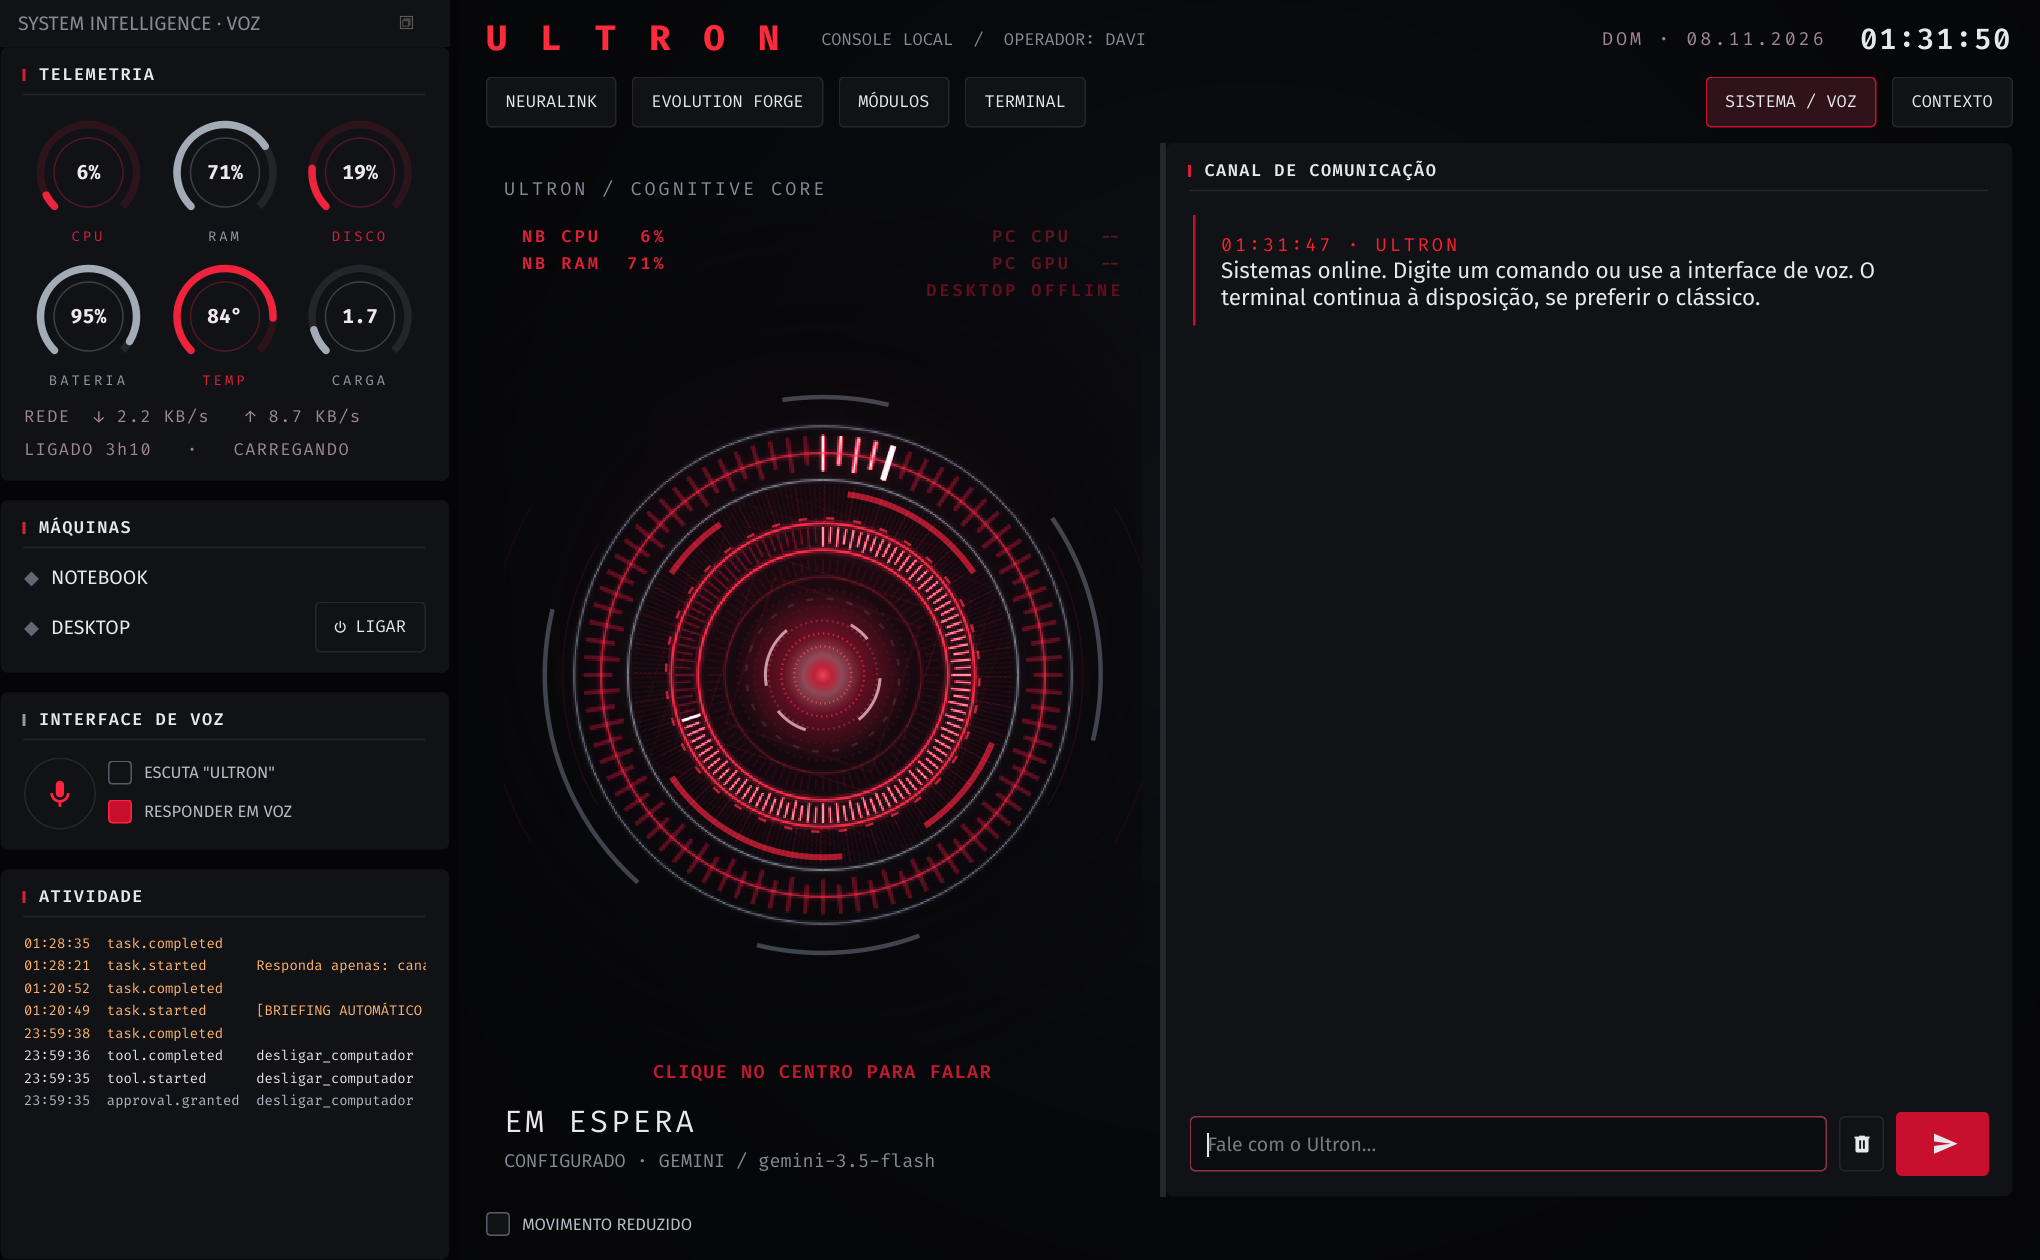 SYSTEM INTELLIGENCE · VOZ
TELEMETRIA
6% 71% 19%
CPU RAM DISCO
95% 84° 1.7
BATERIA TEMP CARGA
REDE ↓ 2.2 KB/s ↑ 8.7 KB/s
LIGADO 3h10 · CARREGANDO
MÁQUINAS
NOTEBOOK
DESKTOP
LIGAR
INTERFACE DE VOZ
ESCUTA "ULTRON"
RESPONDER EM VOZ
ATIVIDADE
01:28:35 task.completed
01:28:21 task.started Responda apenas: cana
01:20:52 task.completed
01:20:49 task.started [BRIEFING AUTOMÁTICO
23:59:38 task.completed
23:59:36 tool.completed desligar_computador
23:59:35 tool.started desligar_computador
23:59:35 approval.granted desligar_computador
ULTRON CONSOLE LOCAL / OPERADOR: DAVI
DOM · 08.11.2026 01:31:50
NEURALINK EVOLUTION FORGE MÓDULOS TERMINAL
SISTEMA / VOZ CONTEXTO
ULTRON / COGNITIVE CORE
NB CPU 6%
NB RAM 71%
PC CPU --
PC GPU --
DESKTOP OFFLINE
CLIQUE NO CENTRO PARA FALAR
EM ESPERA
CONFIGURADO · GEMINI / gemini-3.5-flash
MOVIMENTO REDUZIDO
CANAL DE COMUNICAÇÃO
01:31:47 · ULTRON
Sistemas online. Digite um comando ou use a interface de voz. O
terminal continua à disposição, se preferir o clássico.
Fale com o Ultron...